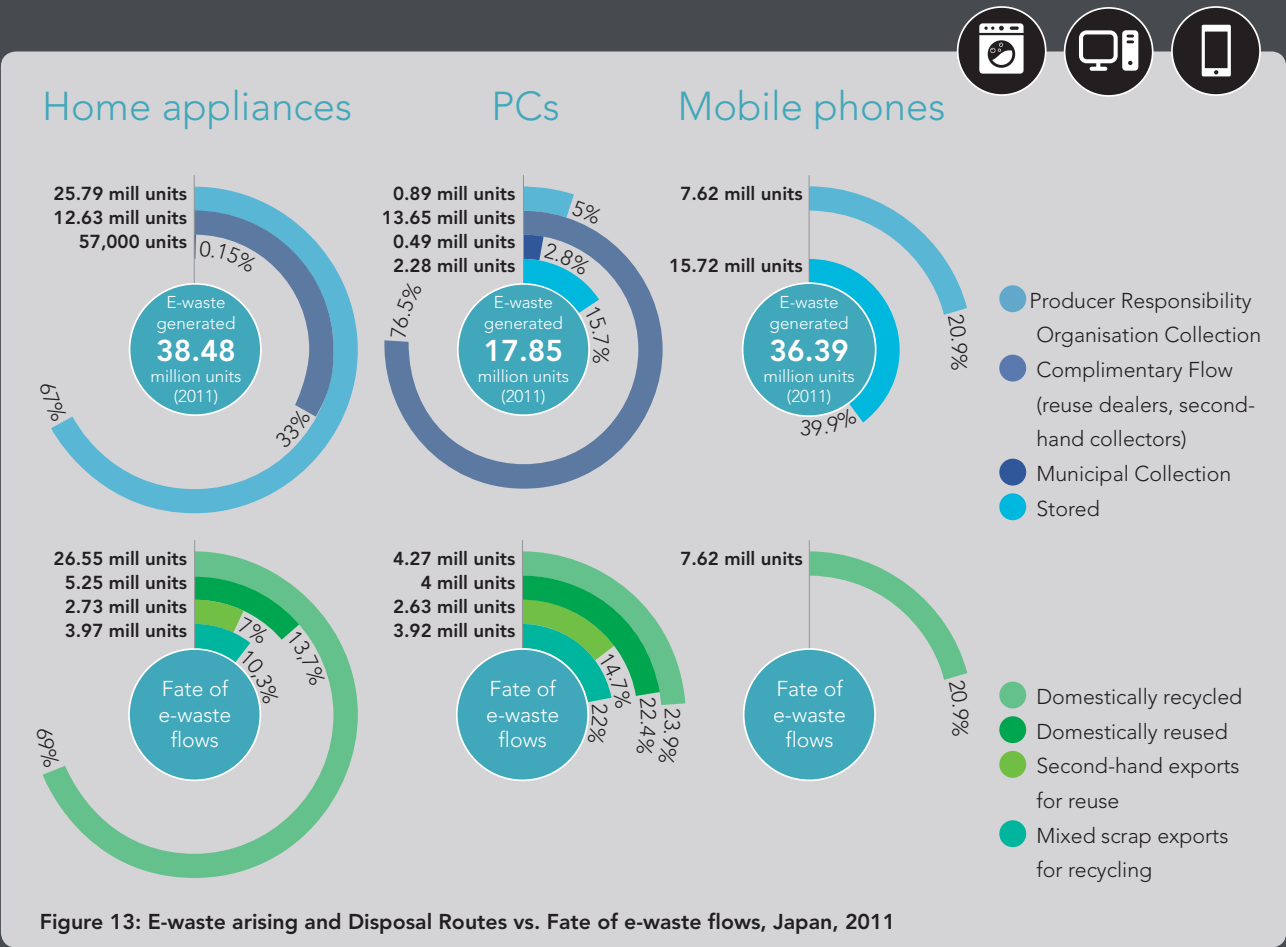 Home appliances
PCs
Mobile phones
25.79 mill units
12.63 mill units
57,000 units
0.15%
33%
67%
E-waste
generated
38.48
million units
(2011)
0.89 mill units
13.65 mill units
0.49 mill units
2.28 mill units
5%
2.8%
15.7%
76.5%
E-waste
generated
17.85
million units
(2011)
7.62 mill units
15.72 mill units
20.9%
39.9%
E-waste
generated
36.39
million units
(2011)
Producer Responsibility
Organisation Collection
Complimentary Flow
(reuse dealers, second-
hand collectors)
Municipal Collection
Stored
26.55 mill units
5.25 mill units
2.73 mill units
3.97 mill units
7%
13,7%
10,3%
69%
Fate of
e-waste
flows
4.27 mill units
4 mill units
2.63 mill units
3.92 mill units
14.7%
22%
22.4%
23.9%
Fate of
e-waste
flows
7.62 mill units
20.9%
Fate of
e-waste
flows
Domestically recycled
Domestically reused
Second-hand exports
for reuse
Mixed scrap exports
for recycling
Figure 13: E-waste arising and Disposal Routes vs. Fate of e-waste flows, Japan, 2011